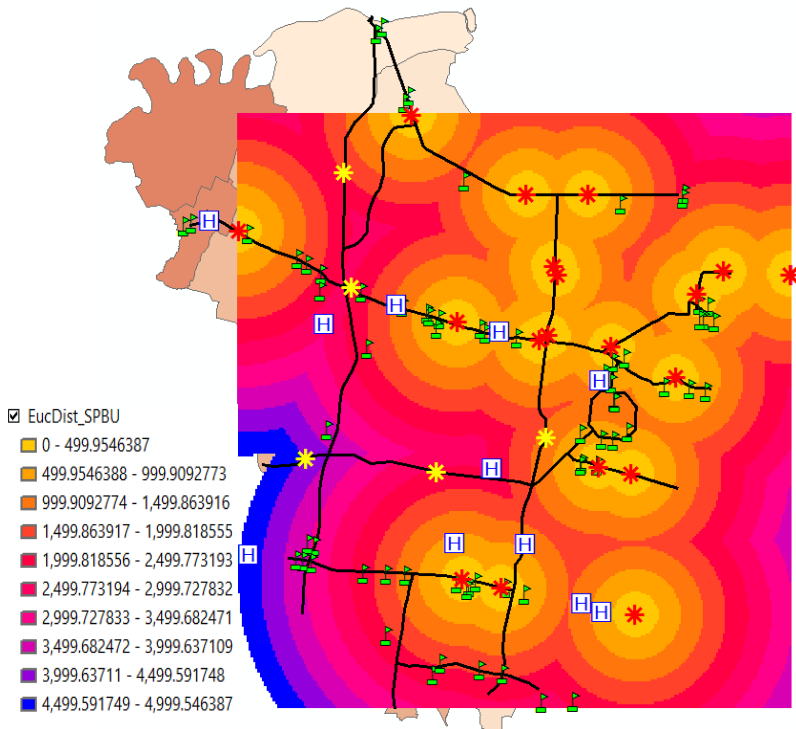 H
H
H
H
H
H
EucDist_SPBU
0 - 499.9546387
499.9546388 - 999.9092773
H
999.9092774 - 1,499.863916
1,499.863917 - 1,999.818555
H
H
H
1,999.818556 - 2,499.773193
2,499.773194 - 2,999.727832
H
H
2,999.727833 - 3,499.682471
3,499.682472 - 3,999.637109
3,999.63711 - 4,499.591748
4,499.591749 - 4,999.546387